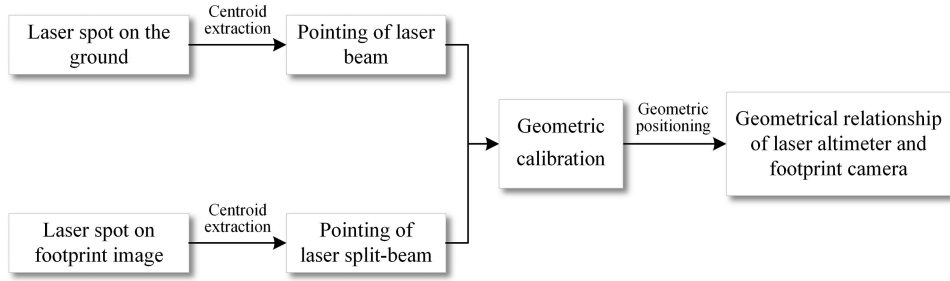 Laser spot on the
ground
Centroid
extraction
Pointing of laser
beam
Laser spot on
footprint image
Centroid
extraction
Pointing of
laser split-beam
Geometric
calibration
Geometric
positioning
Geometrical relationship
of laser altimeter and
footprint camera